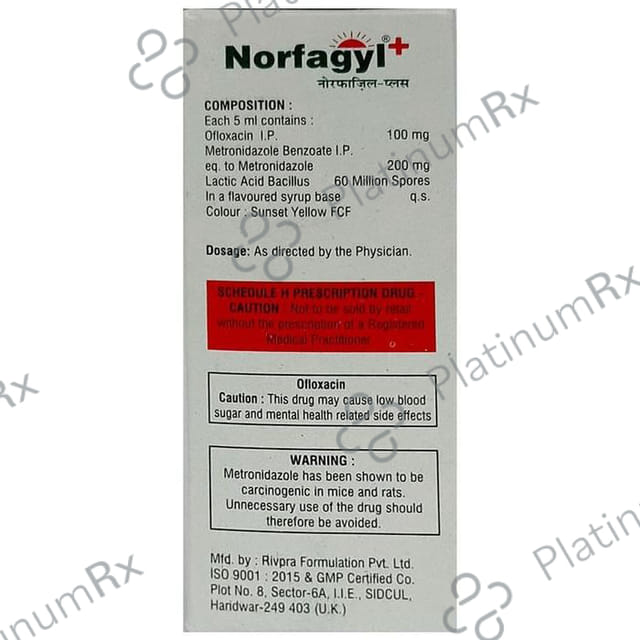 Norfagyl®+
नोरफाज़िल-प्लस
COMPOSITION :
Each 5 ml contains :
Ofloxacin I.P. 100 mg
Metronidazole Benzoate I.P.
eq. to Metronidazole 200 mg
Lactic Acid Bacillus 60 Million Spores
In a flavoured syrup base q.s.
Colour : Sunset Yellow FCF
Dosage: As directed by the Physician.
SCHEDULE H PRESCRIPTION DRUG
CAUTION : Not to be sold by retail
without the prescription of a Registered
Medical Practitioner.
Ofloxacin
Caution : This drug may cause low blood
sugar and mental health related side effects
WARNING :
Metronidazole has been shown to be
carcinogenic in mice and rats.
Unnecessary use of the drug should
therefore be avoided.
Mfd. by : Rivpra Formulation Pvt. Ltd.
ISO 9001 : 2015 & GMP Certified Co.
Plot No. 8, Sector-6A, I.I.E., SIDCUL,
Haridwar-249 403 (U.K.)
PlatinumRx
PlatinumRx
PlatinumRx
PlatinumRx
PlatinumRx